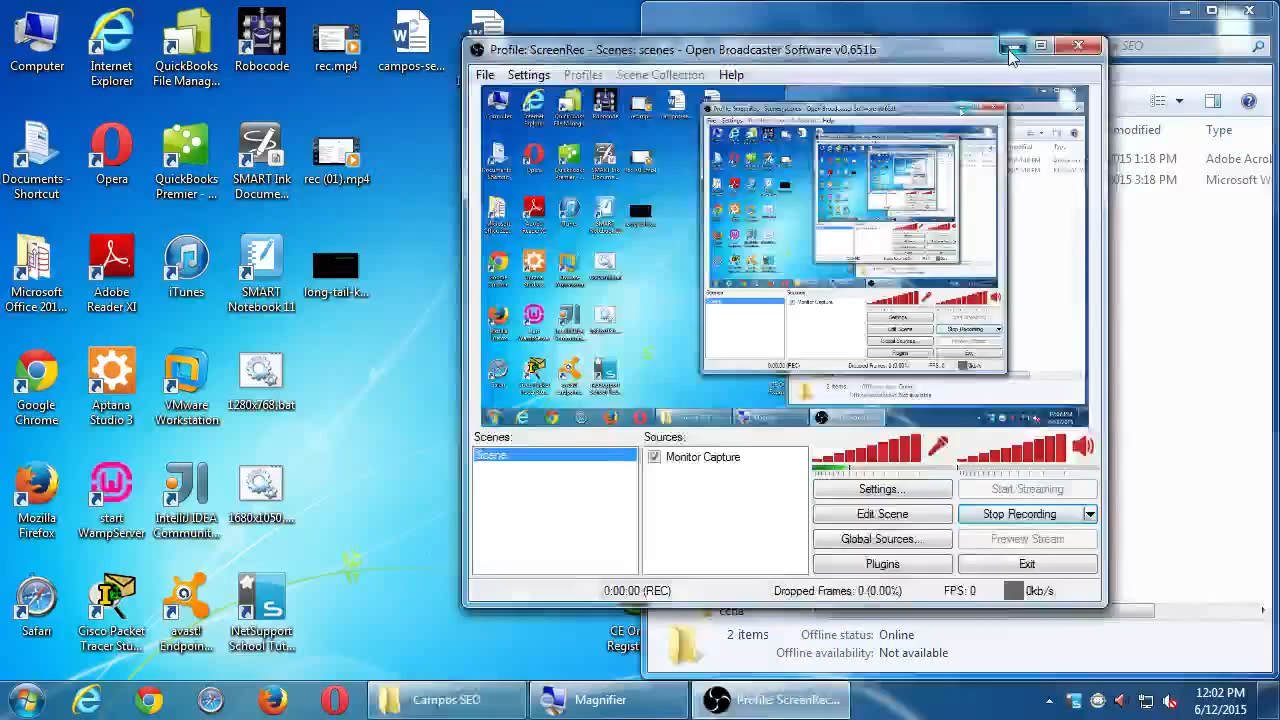 SEO
Profile: ScreenRec - Scenes: scenes - Open Broadcaster Software v0.651b
File Settings Profiles Scene Collection Help
modified Type
015 1:18 PM Adobe Acrol
015 3:18 PM Microsoft W
Computer
Internet
Explorer
QuickBooks
File Manag...
Robocode
rec.mp4
campos-se...
Documents -
Shortcut
Opera
QuickBooks
Premier - ...
SMART Ink
Docume...
rec (01).mp4
Microsoft
Office 201...
Adobe
Reader XI
iTunes
SMART
Notebook 11
long-tail-k...
Google
Chrome
Aptana
Studio 3
VMware
Workstation
1280x768.bat
Mozilla
Firefox
start
WampServer
IntelliJ IDEA
Communit...
1680x1050....
Safari
Cisco Packet
Tracer Stu...
avast!
Endpoin...
NetSupport
School Tut...
Scenes:
Scene
Sources:
Monitor Capture
Settings... Start Streaming
Edit Scene Stop Recording
Global Sources... Preview Stream
Plugins Exit
0:00:00 (REC) Dropped Frames: 0 (0.00%) FPS: 0 0kb/s
CE On
Regist
2 items Offline status: Online
Offline availability: Not available
Campos SEO
Magnifier
Profile: ScreenRec...
12:02 PM
6/12/2015